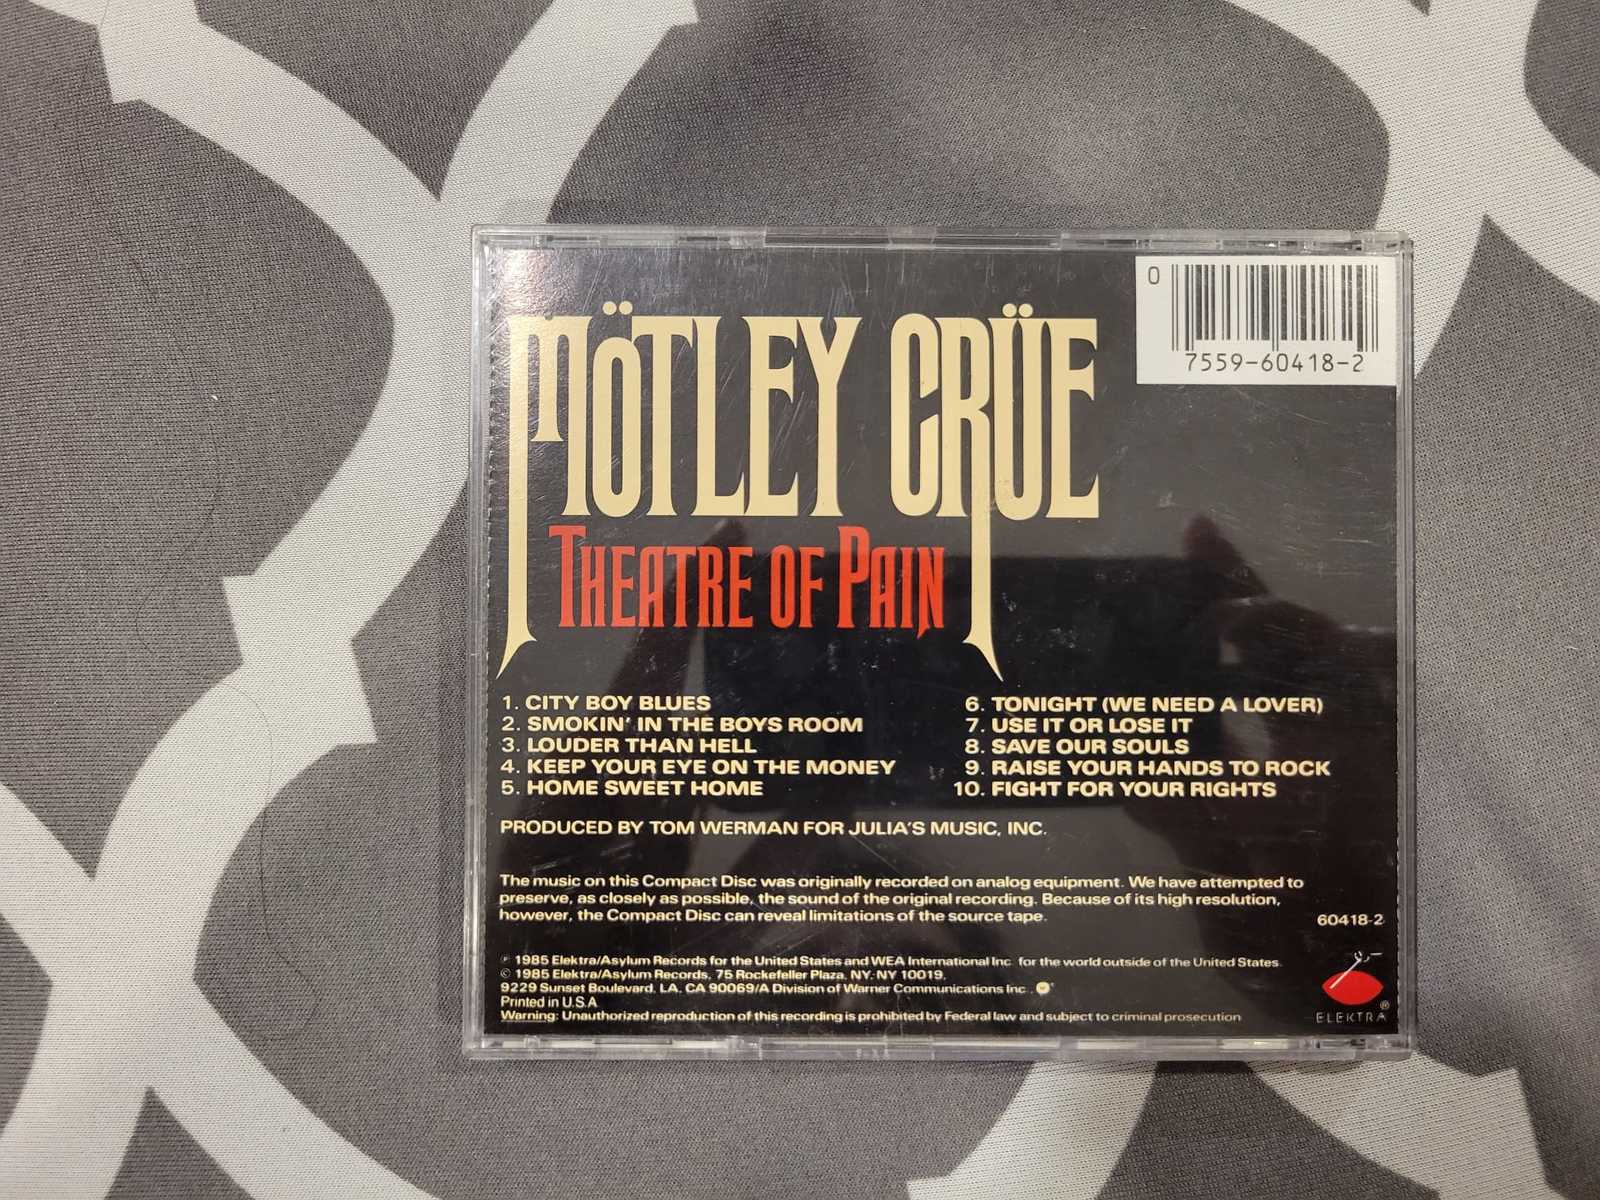 0
7559-60418-2
MÖTLEY CRÜE
THEATRE OF PAIN
1. CITY BOY BLUES
2. SMOKIN' IN THE BOYS ROOM
3. LOUDER THAN HELL
4. KEEP YOUR EYE ON THE MONEY
5. HOME SWEET HOME
6. TONIGHT (WE NEED A LOVER)
7. USE IT OR LOSE IT
8. SAVE OUR SOULS
9. RAISE YOUR HANDS TO ROCK
10. FIGHT FOR YOUR RIGHTS
PRODUCED BY TOM WERMAN FOR JULIA'S MUSIC, INC.
The music on this Compact Disc was originally recorded on analog equipment. We have attempted to
preserve, as closely as possible, the sound of the original recording. Because of its high resolution,
however, the Compact Disc can reveal limitations of the source tape.
60418-2
℗ 1985 Elektra/Asylum Records for the United States and WEA International Inc. for the world outside of the United States.
© 1985 Elektra/Asylum Records, 75 Rockefeller Plaza, NY, NY 10019,
9229 Sunset Boulevard, LA, CA 90069/A Division of Warner Communications Inc.
Printed in U.S.A
Warning: Unauthorized reproduction of this recording is prohibited by Federal law and subject to criminal prosecution
ELEKTRA®